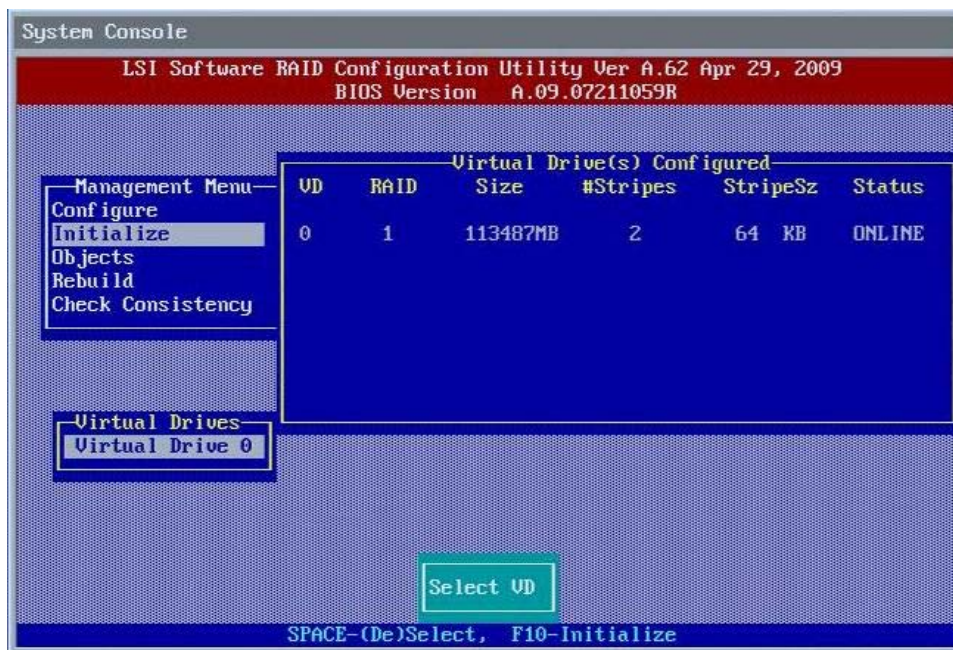 System Console
LSI Software RAID Configuration Utility Ver A.62 Apr 29, 2009
BIOS Version A.09.07211059R
Management Menu
Configure
Initialize
Objects
Rebuild
Check Consistency
Virtual Drive(s) Configured
VD RAID Size #Stripes StripeSz Status
0 1 113487MB 2 64 KB ONLINE
Virtual Drives
Virtual Drive 0
Select VD
SPACE-(De)Select, F10-Initialize